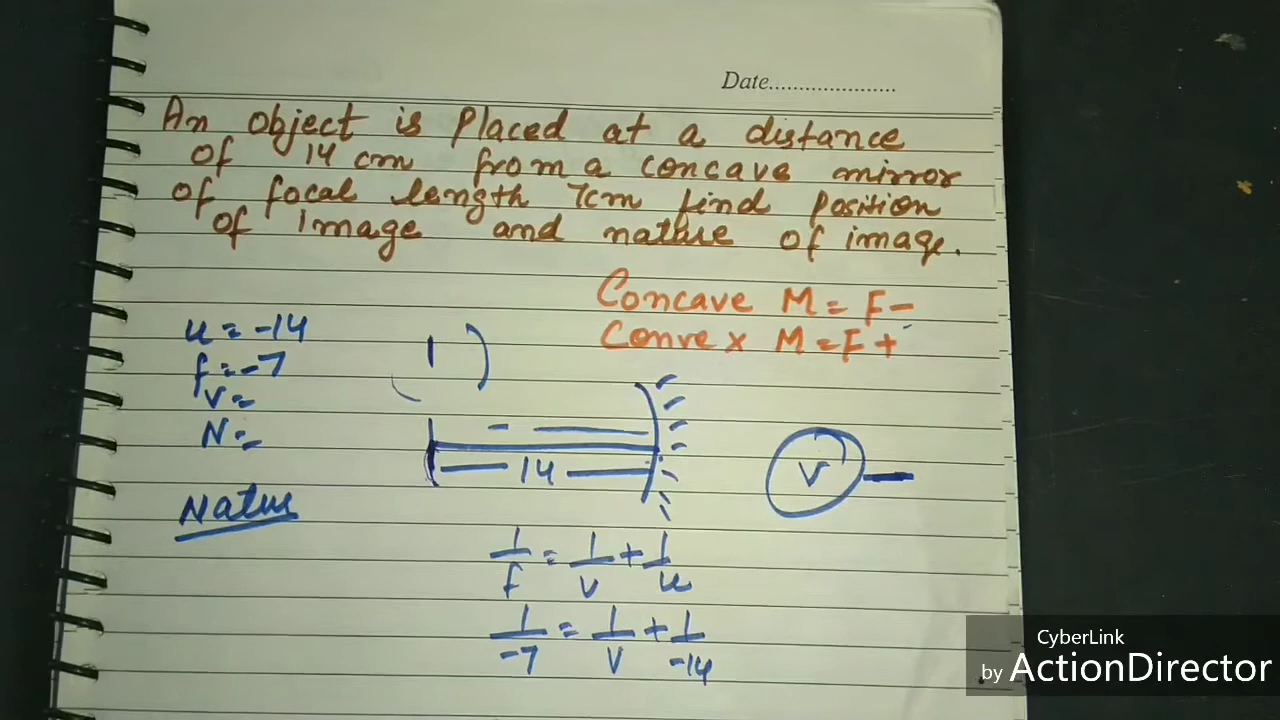 Date.....................
An object is Placed at a distance
of 14 cm from a concave mirror
of focal length 7cm find position
of image and nature of image.
Concave M = F-
Convex M = F+
u = -14
f = -7
v =
N =
14
v -
Natur
1/f = 1/v + 1/u
1/-7 = 1/v + 1/-14
CyberLink
by ActionDirector